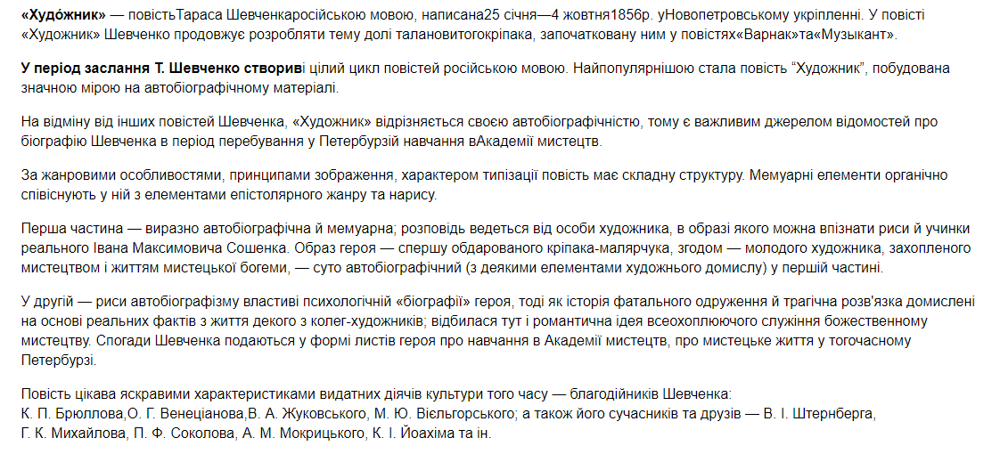 «Худо́жник» — повістьТараса Шевченкаросійською мовою, написана25 січня—4 жовтня1856р. уНовопетровському укріпленні. У повісті
«Художник» Шевченко продовжує розробляти тему долі талановитогокріпака, започатковану ним у повістях«Варнак»та«Музыкант».
У період заслання Т. Шевченко створиві цілий цикл повістей російською мовою. Найпопулярнішою стала повість “Художник”, побудована
значною мірою на автобіографічному матеріалі.
На відміну від інших повістей Шевченка, «Художник» відрізняється своєю автобіографічністю, тому є важливим джерелом відомостей про
біографію Шевченка в період перебування у Петербурзій навчання вАкадемії мистецтв.
За жанровими особливостями, принципами зображення, характером типізації повість має складну структуру. Мемуарні елементи органічно
співіснують у ній з елементами епістолярного жанру та нарису.
Перша частина — виразно автобіографічна й мемуарна; розповідь ведеться від особи художника, в образі якого можна впізнати риси й учинки
реального Івана Максимовича Сошенка. Образ героя — спершу обдарованого кріпака-малярчука, згодом — молодого художника, захопленого
мистецтвом і життям мистецької богеми, — суто автобіографічний (з деякими елементами художнього домислу) у першій частині.
У другій — риси автобіографізму властиві психологічній «біографії» героя, тоді як історія фатального одруження й трагічна розв'язка домислені
на основі реальних фактів з життя декого з колег-художників; відбилася тут і романтична ідея всеохоплюючого служіння божественному
мистецтву. Спогади Шевченка подаються у формі листів героя про навчання в Академії мистецтв, про мистецьке життя у тогочасному
Петербурзі.
Повість цікава яскравими характеристиками видатних діячів культури того часу — благодійників Шевченка:
К. П. Брюллова,О. Г. Венеціанова,В. А. Жуковського, М. Ю. Вієльгорського; а також його сучасників та друзів — В. І. Штернберга,
Г. К. Михайлова, П. Ф. Соколова, А. М. Мокрицького, К. І. Йоахіма та ін.